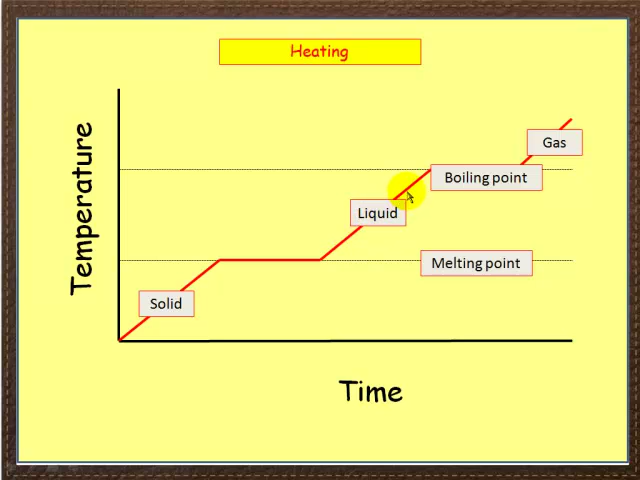 Heating
Temperature
Gas
Boiling point
Liquid
Melting point
Solid
Time